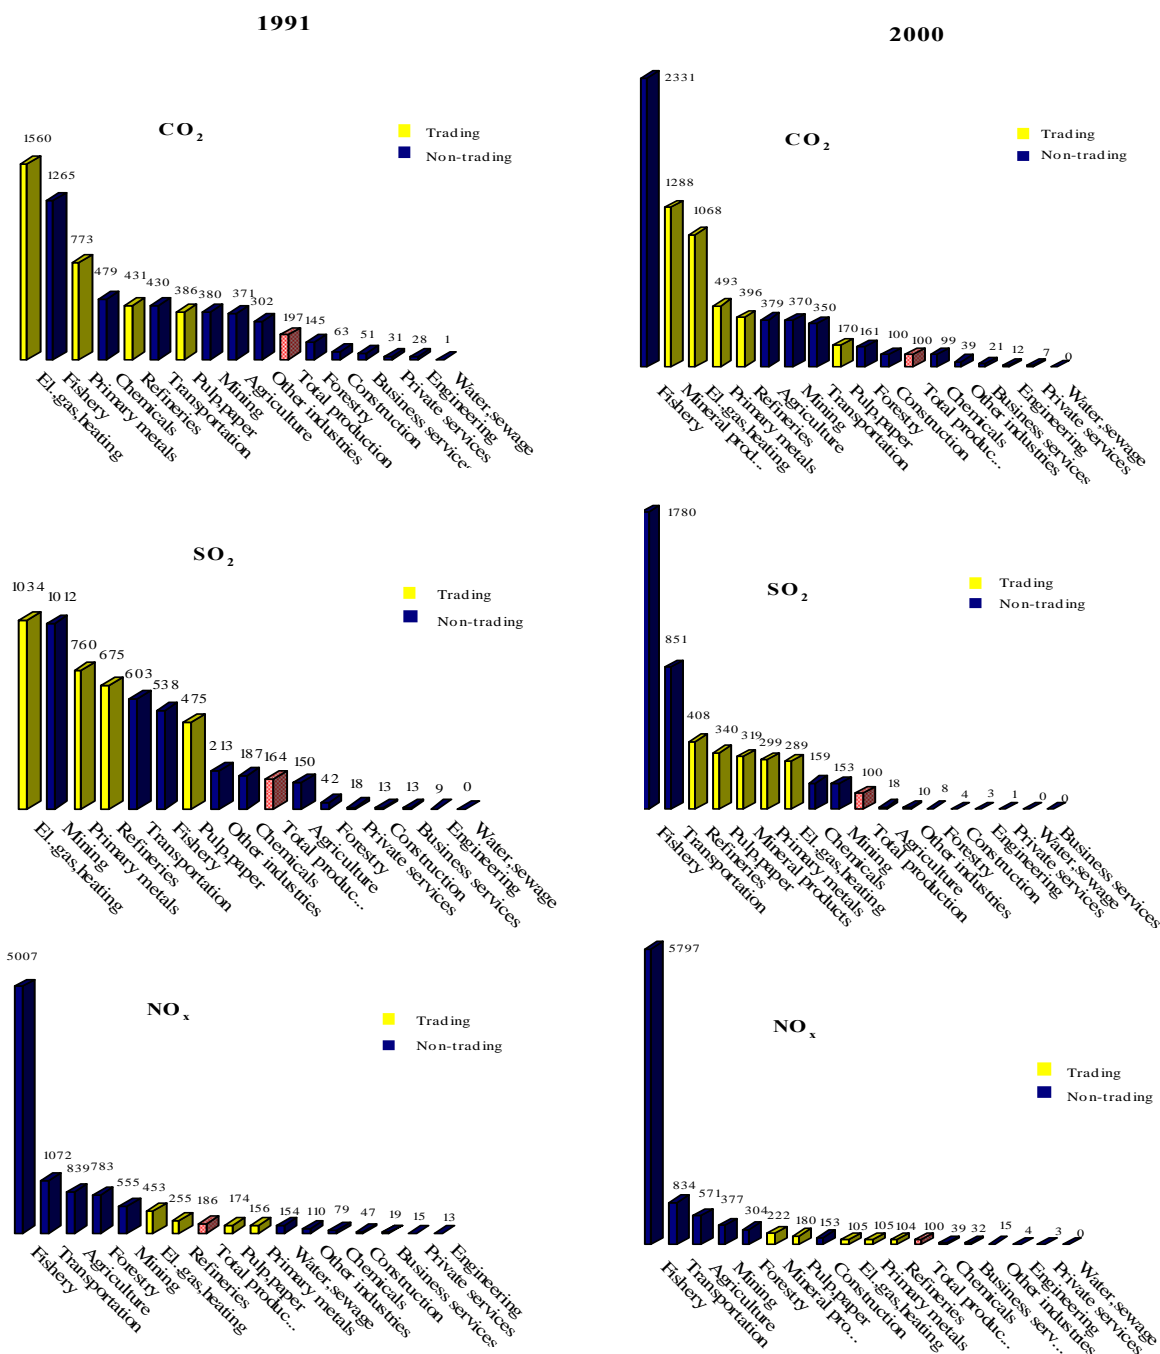 1991
CO2
Trading
Non-trading
1560
1265
773
479
431
430
386
380
371
302
197
145
63
51
31
28
1
El.,gas,heating
Fishery
Primary metals
Chemicals
Refineries
Transportation
Pulp,paper
Mining
Agriculture
Other industries
Total production
Forestry
Construction
Business services
Private services
Engineering
Water,sewage
2000
CO2
Trading
Non-trading
2331
1288
1068
493
396
379
370
350
170
161
100
100
99
39
21
12
7
0
Fishery
Mineral prod...
El.,gas,heating
Primary metals
Refineries
Agriculture
Mining
Transportation
Pulp,paper
Forestry
Construction
Total produc...
Chemicals
Other industries
Business services
Engineering
Private services
Water,sewage
SO2
Trading
Non-trading
1034
1012
760
675
603
538
475
213
187
164
150
42
18
13
13
9
0
El.,gas,heating
Mining
Primary metals
Refineries
Transportation
Fishery
Pulp,paper
Other industries
Chemicals
Total produc...
Agriculture
Forestry
Private services
Construction
Business services
Engineering
Water,sewage
SO2
Trading
Non-trading
1780
851
408
340
319
299
289
159
153
100
18
10
8
4
3
1
0
0
Fishery
Transportation
Refineries
Pulp,paper
Mineral products
Primary metals
El.,gas,heating
Chemicals
Mining
Total production
Agriculture
Other industries
Forestry
Construction
Engineering
Private services
Water,sewage
Business services
NOx
Trading
Non-trading
5007
1072
839
783
555
453
255
186
174
156
154
110
79
47
19
15
13
Fishery
Transportation
Agriculture
Forestry
Mining
El.,gas,heating
Refineries
Total produc...
Pulp,paper
Primary metals
Water,sewage
Other industries
Chemicals
Construction
Business services
Private services
Engineering
NOx
Trading
Non-trading
5797
834
571
377
304
222
180
153
105
105
104
100
39
32
15
4
3
0
Fishery
Transportation
Agriculture
Mining
Forestry
Mineral pro...
Pulp,paper
Construction
El.,gas,heating
Primary metals
Refineries
Total produc...
Chemicals
Business serv...
Other industries
Engineering
Private services
Water,sewage